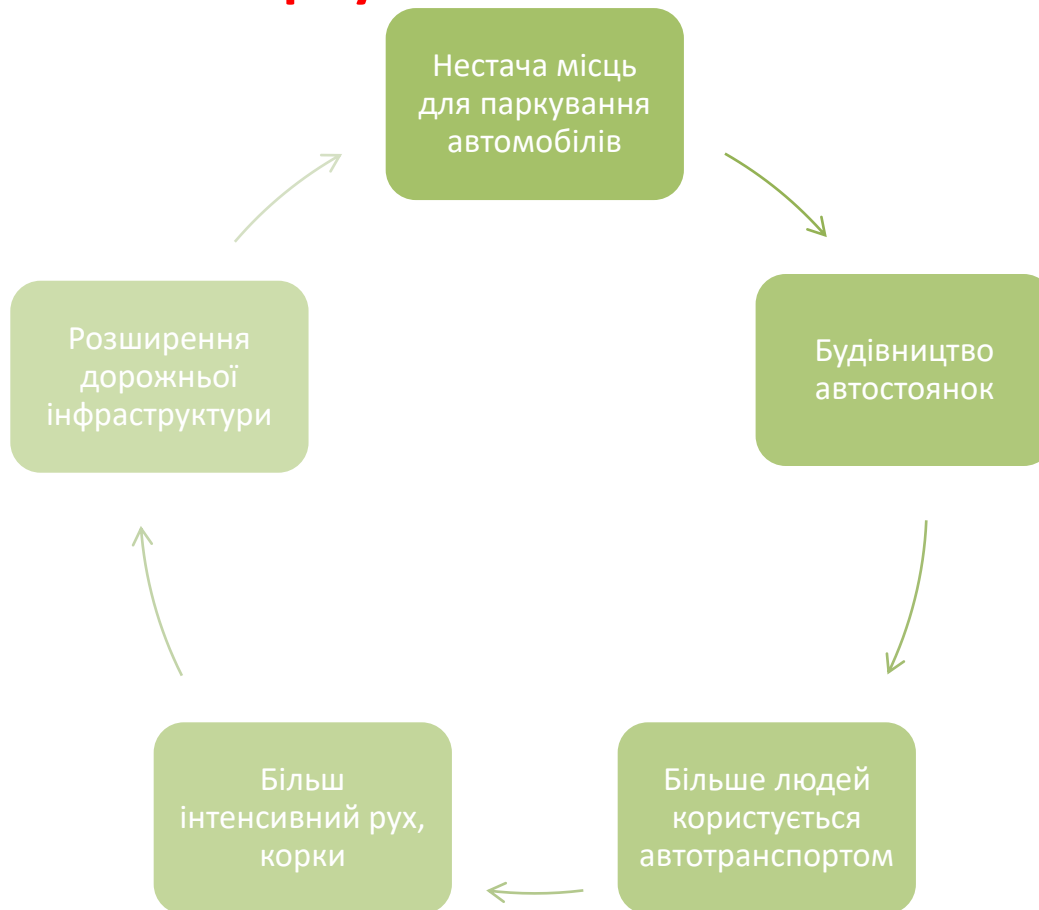 Нестача місць
для паркування
автомобілів
Будівництво
автостоянок
Більше людей
користується
автотранспортом
Більш
інтенсивний рух,
корки
Розширення
дорожньої
інфраструктури